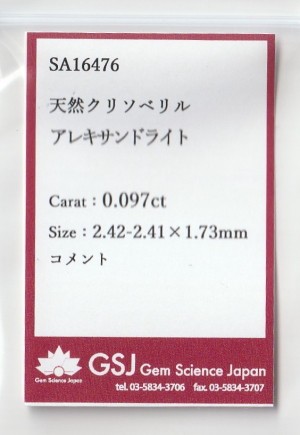 SA16476
天然クリソベリル
アレキサンドライト
Carat：0.097ct
Size：2.42-2.41×1.73mm
コメント
GSJ Gem Science Japan
Gem Science Japan
tel. 03-5834-3706 fax. 03-5834-3707